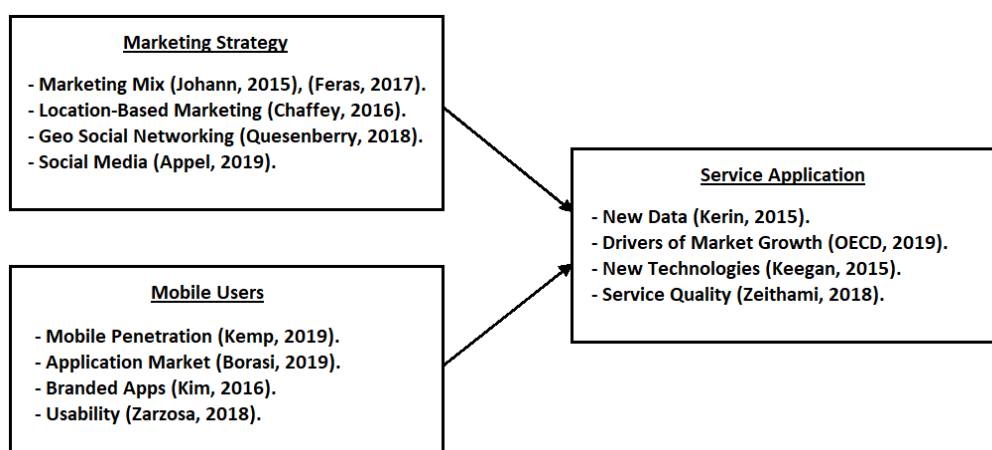 Marketing Strategy
- Marketing Mix (Johann, 2015), (Feras, 2017).
- Location-Based Marketing (Chaffey, 2016).
- Geo Social Networking (Quesenberry, 2018).
- Social Media (Appel, 2019).
Mobile Users
- Mobile Penetration (Kemp, 2019).
- Application Market (Borasi, 2019).
- Branded Apps (Kim, 2016).
- Usability (Zarzosa, 2018).
Service Application
- New Data (Kerin, 2015).
- Drivers of Market Growth (OECD, 2019).
- New Technologies (Keegan, 2015).
- Service Quality (Zeithami, 2018).